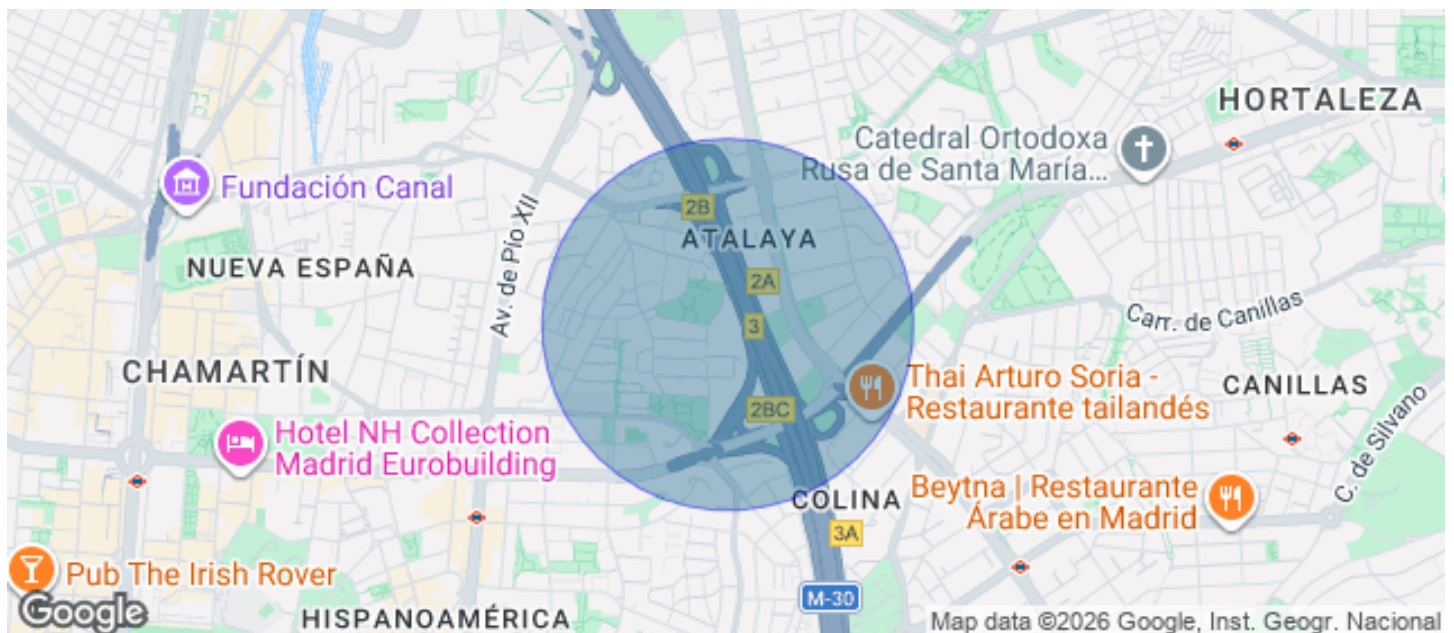 HORTALEZA
Catedral Ortodoxa
Rusa de Santa María...
Fundación Canal
Av. de Pío XII
2B
ATALAYA
NUEVA ESPAÑA
2A
3
Carr. de Canillas
CHAMARTÍN
Thai Arturo Soria -
Restaurante tailandés
CANILLAS
2BC
Hotel NH Collection
Madrid Eurobuilding
C. de Silvano
COLINA
Beytna | Restaurante
Árabe en Madrid
3A
Pub The Irish Rover
M-30
Google
HISPANOAMÉRICA
Map data ©2026 Google, Inst. Geogr. Nacional